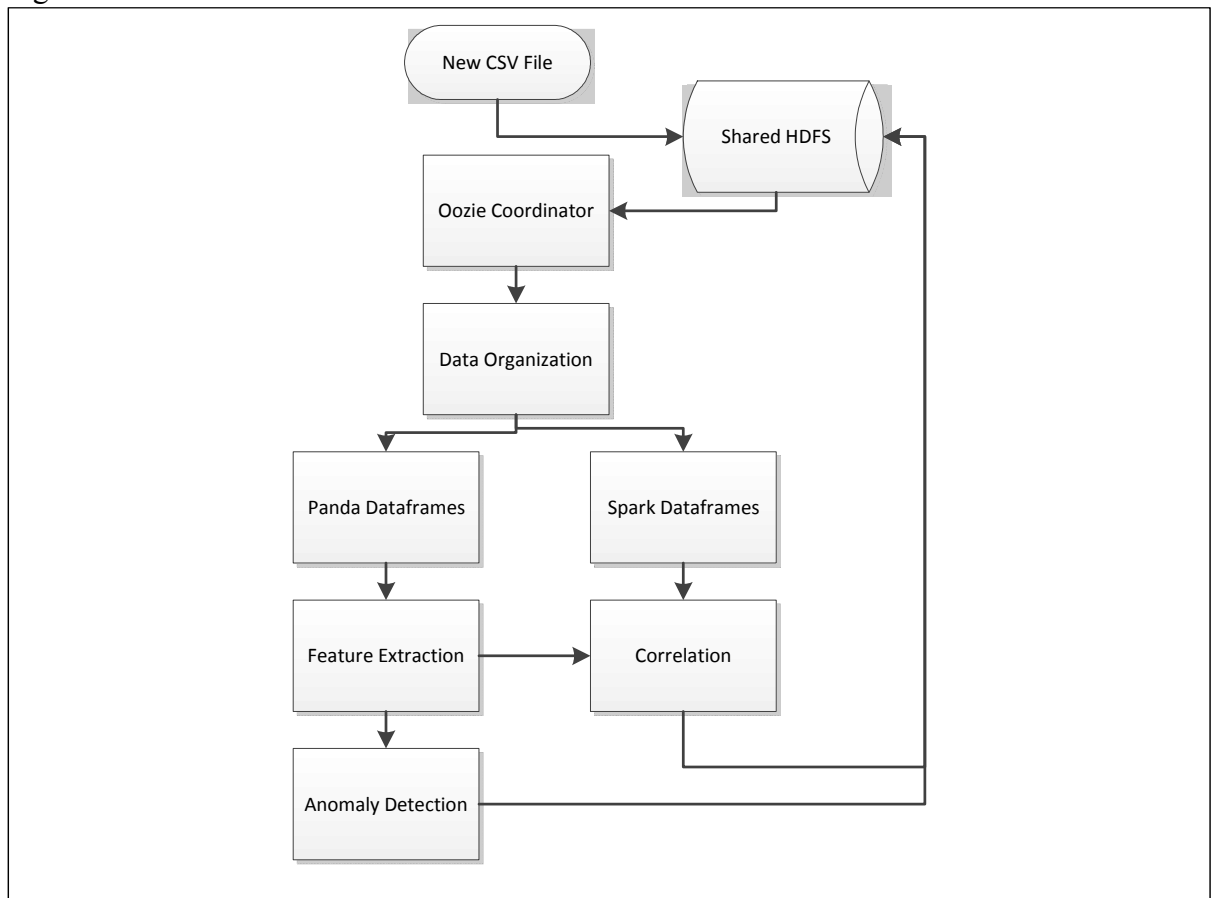 New CSV File
Shared HDFS
Oozie Coordinator
Data Organization
Panda Dataframes
Spark Dataframes
Feature Extraction
Correlation
Anomaly Detection